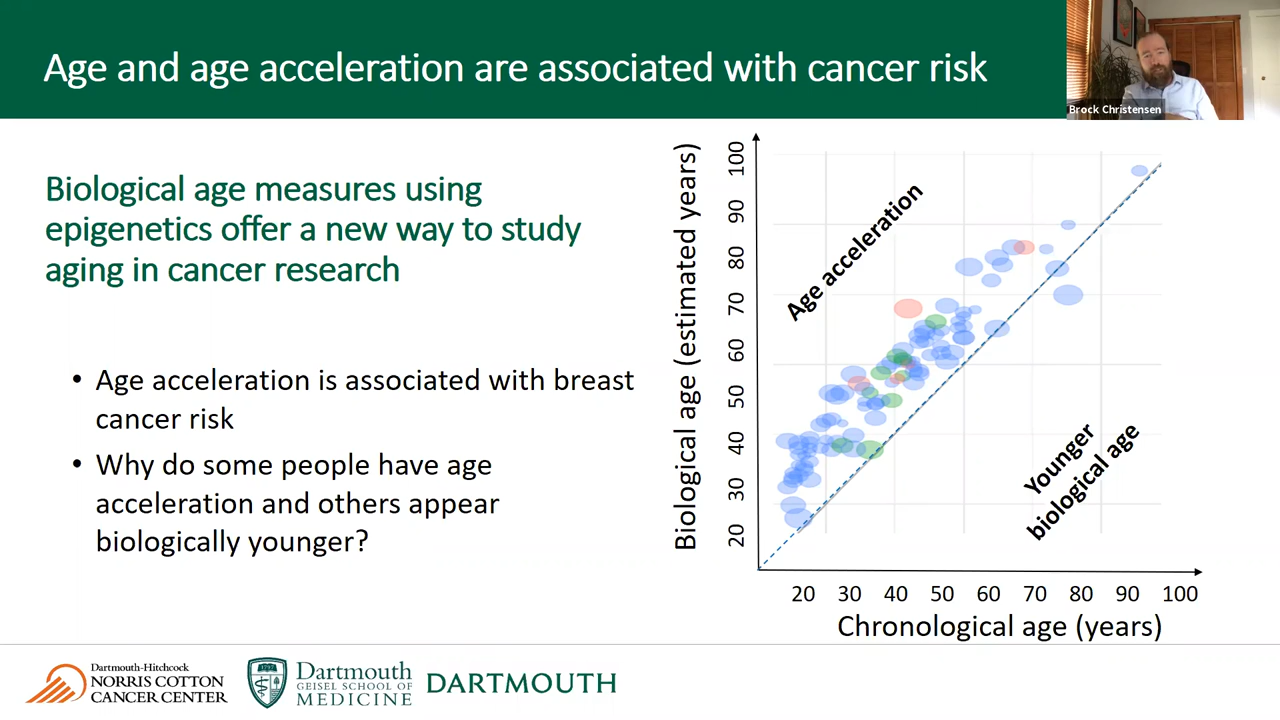 Age and age acceleration are associated with cancer risk
Brock Christensen
Biological age measures using
epigenetics offer a new way to study
aging in cancer research
• Age acceleration is associated with breast
cancer risk
• Why do some people have age
acceleration and others appear
biologically younger?
Biological age (estimated years)
100
90
80
70
60
50
40
30
20
Age acceleration
Younger
biological age
20 30 40 50 60 70 80 90 100
Chronological age (years)
Dartmouth-Hitchcock
NORRIS COTTON
CANCER CENTER
1797
Dartmouth
GEISEL SCHOOL OF
MEDICINE
DARTMOUTH